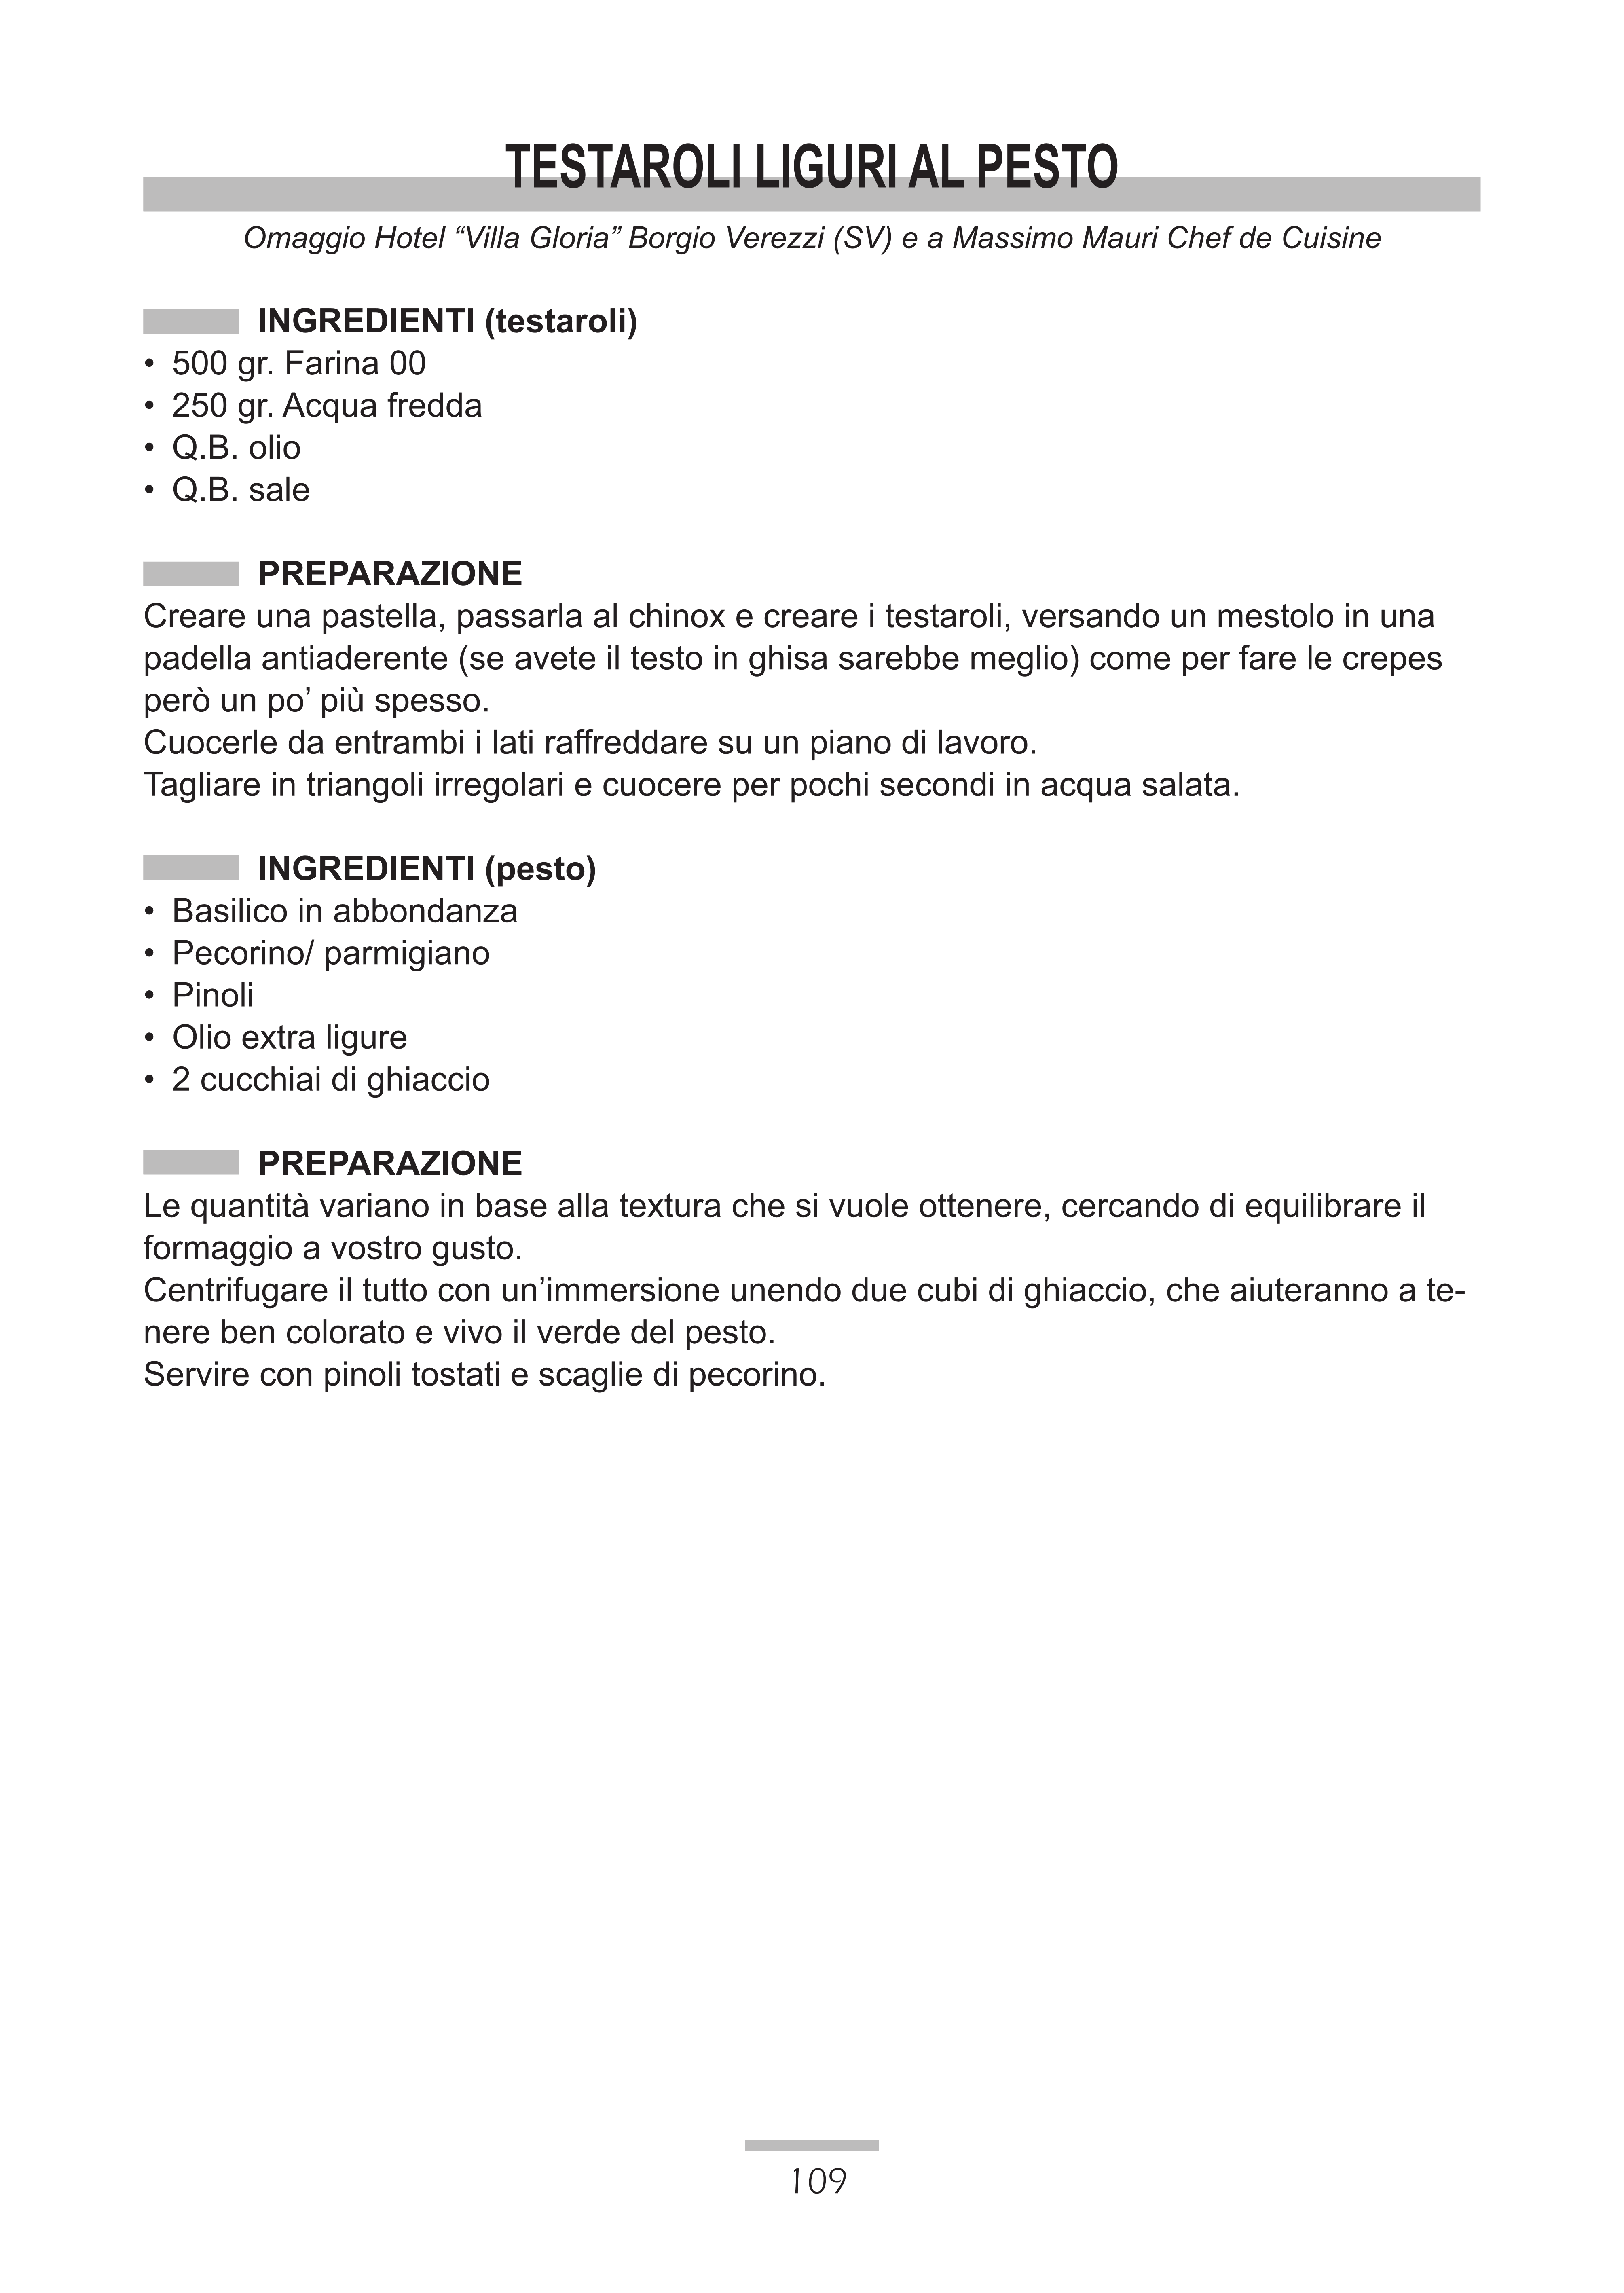 TESTAROLI LIGURI AL PESTO
Omaggio Hotel “Villa Gloria” Borgio Verezzi (SV) e a Massimo Mauri Chef de Cuisine
INGREDIENTI (testaroli)
• 500 gr. Farina 00
• 250 gr. Acqua fredda
• Q.B. olio
• Q.B. sale
PREPARAZIONE
Creare una pastella, passarla al chinox e creare i testaroli, versando un mestolo in una
padella antiaderente (se avete il testo in ghisa sarebbe meglio) come per fare le crepes
però un po’ più spesso.
Cuocerle da entrambi i lati raffreddare su un piano di lavoro.
Tagliare in triangoli irregolari e cuocere per pochi secondi in acqua salata.
INGREDIENTI (pesto)
• Basilico in abbondanza
• Pecorino/ parmigiano
• Pinoli
• Olio extra ligure
• 2 cucchiai di ghiaccio
PREPARAZIONE
Le quantità variano in base alla textura che si vuole ottenere, cercando di equilibrare il
formaggio a vostro gusto.
Centrifugare il tutto con un’immersione unendo due cubi di ghiaccio, che aiuteranno a te-
nere ben colorato e vivo il verde del pesto.
Servire con pinoli tostati e scaglie di pecorino.
109